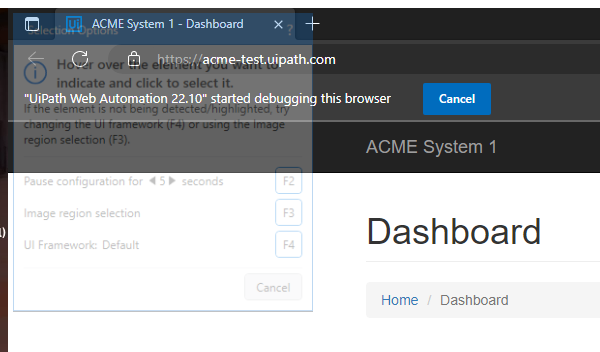 ACME System 1 - Dashboard
Selection Options
?
https://acme-test.uipath.com
Hover over the element you want to
indicate and click to select it.
"UiPath Web Automation 22.10" started debugging this browser
Cancel
If the element is not being detected/highlighted, try
changing the UI framework (F4) or using the Image
region selection (F3).
ACME System 1
Pause configuration for 5 seconds
F2
Image region selection
F3
UI Framework: Default
F4
Cancel
Dashboard
Home / Dashboard